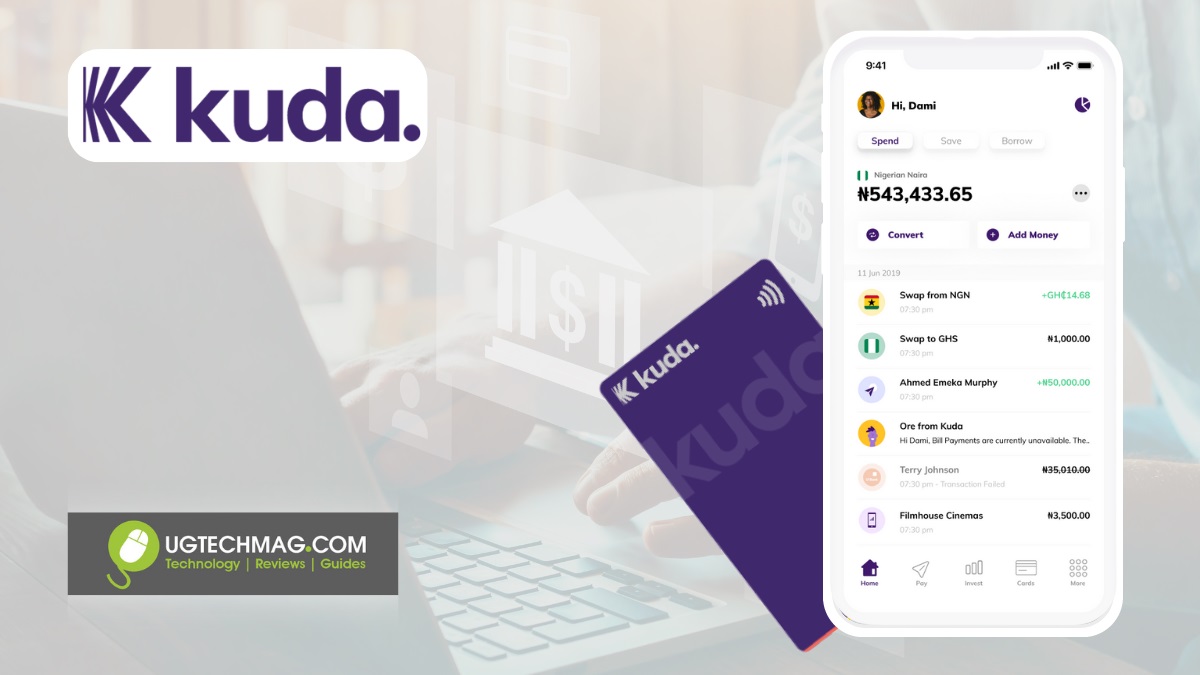 kuda.
UGTECHMAG.COM
Technology | Reviews | Guides
kuda.
kuda
9:41
Hi, Dami
Spend Save Borrow
Nigerian Naira
₦543,433.65
Convert Add Money
11 Jun 2019
Swap from NGN +GH₵14.68
07:30 pm
Swap to GHS ₦1,000.00
07:30 pm
Ahmed Emeka Murphy +₦50,000.00
07:30 pm
Ore from Kuda
Hi Dami, Bill Payments are currently unavailable. The..
Terry Johnson ₦35,010.00
07:30 pm - Transaction Failed
Filmhouse Cinemas ₦3,500.00
07:30 pm
Home Pay Invest Cards More